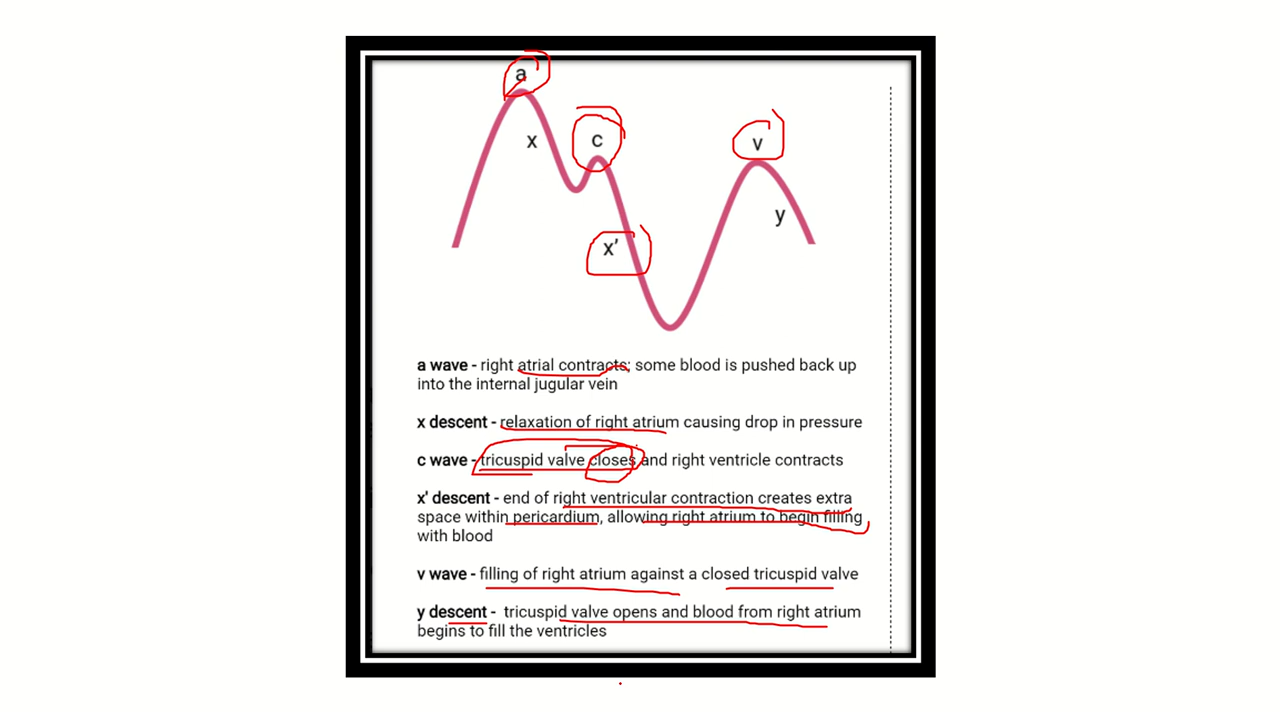 a
x
c
v
y
x'
a wave - right atrial contracts; some blood is pushed back up
into the internal jugular vein
x descent - relaxation of right atrium causing drop in pressure
c wave - tricuspid valve closes and right ventricle contracts
x' descent - end of right ventricular contraction creates extra
space within pericardium, allowing right atrium to begin filling
with blood
v wave - filling of right atrium against a closed tricuspid valve
y descent - tricuspid valve opens and blood from right atrium
begins to fill the ventricles